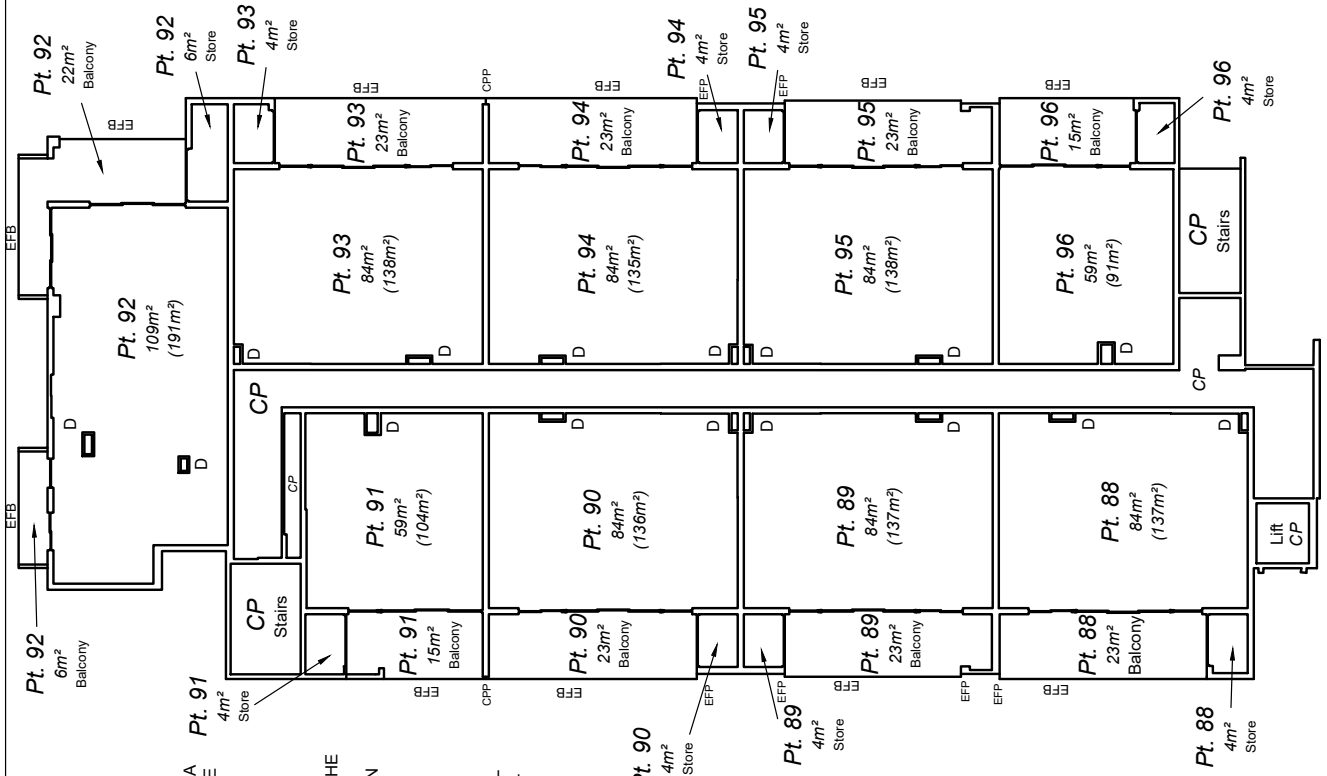 Pt. 92
22m²
Balcony
EFB
Pt. 92
6m²
Store
Pt. 93
4m²
Store
EFB
EFB
Pt. 92
109m²
(191m²)
D
D
Pt. 92
6m²
Balcony
EFB
Pt. 93
23m²
Balcony
CPP
EFB
Pt. 94
23m²
Balcony
Pt. 94
4m²
Store
EFP
Pt. 95
4m²
Store
EFP
EFB
Pt. 95
23m²
Balcony
EFB
Pt. 96
15m²
Balcony
Pt. 96
4m²
Store
Pt. 93
84m²
(138m²)
D
D
Pt. 94
84m²
(135m²)
D
D
Pt. 95
84m²
(138m²)
D
D
Pt. 96
59m²
(91m²)
D
CP
Stairs
CP
CP
CP
CP
Stairs
Pt. 91
59m²
(104m²)
D
Pt. 90
84m²
(136m²)
D
D
Pt. 89
84m²
(137m²)
D
D
Pt. 88
84m²
(137m²)
D
D
Lift
CP
Pt. 91
4m²
Store
Pt. 91
15m²
Balcony
EFB
CPP
Pt. 90
23m²
Balcony
EFB
Pt. 90
4m²
Store
EFP
Pt. 89
4m²
Store
EFP
Pt. 89
23m²
Balcony
EFB
EFP
EFP
Pt. 88
23m²
Balcony
EFB
Pt. 88
4m²
Store
A
E
HE
N